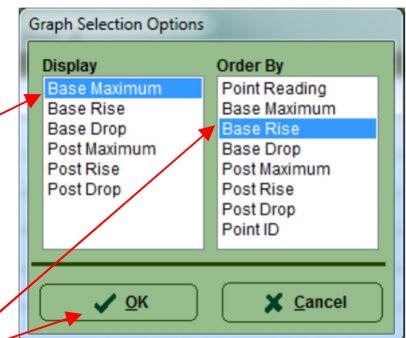 Graph Selection Options
Display
Base Maximum
Base Rise
Base Drop
Post Maximum
Post Rise
Post Drop
Order By
Point Reading
Base Maximum
Base Rise
Base Drop
Post Maximum
Post Rise
Post Drop
Point ID
OK
Cancel